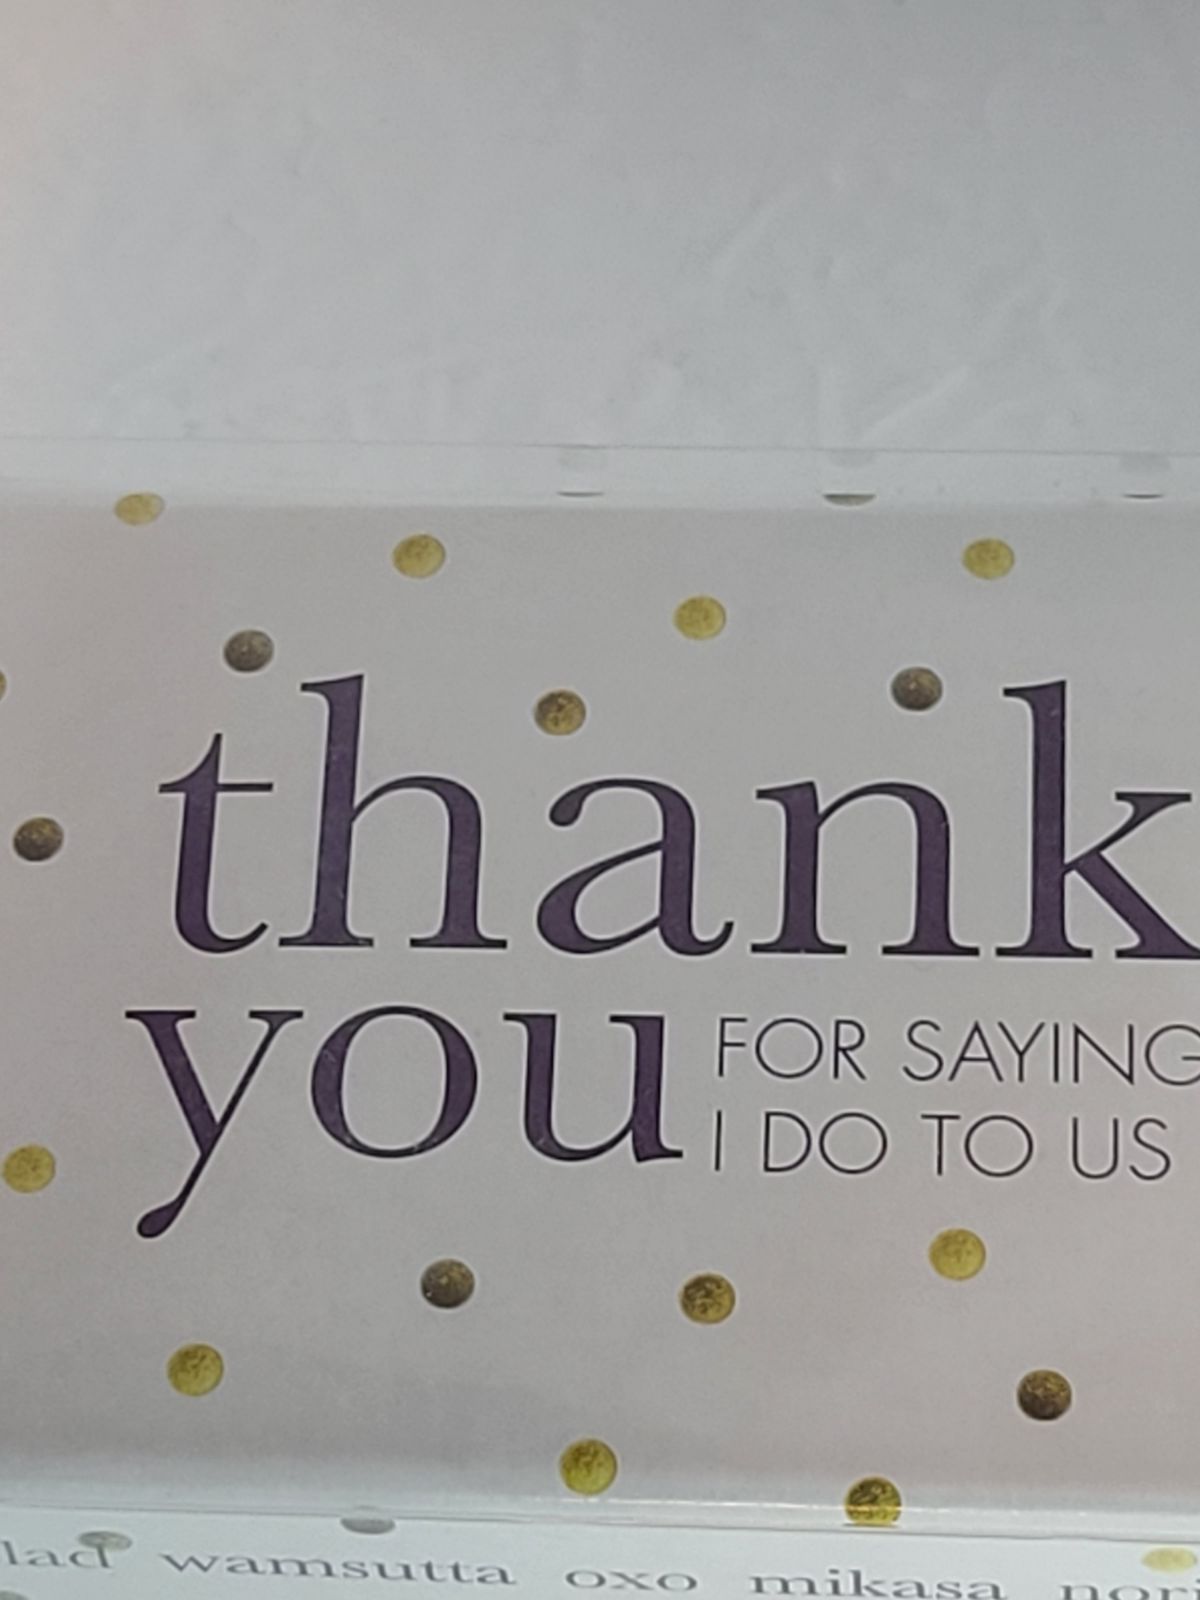 thank
you FOR SAYING
I DO TO US
wamsutta oxo mikasa